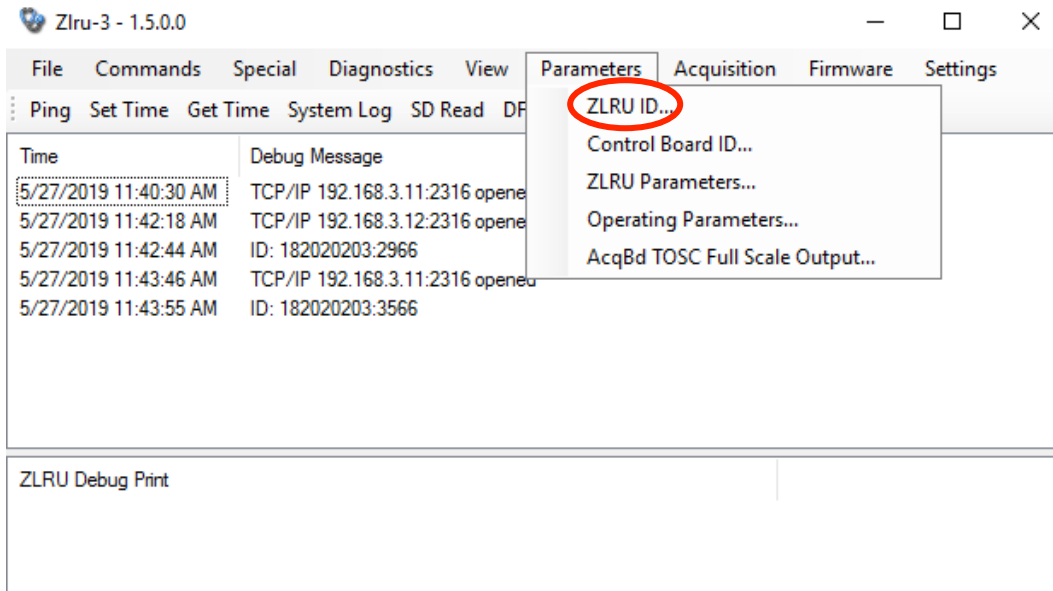 Zlru-3 - 1.5.0.0
File Commands Special Diagnostics View Parameters Acquisition Firmware Settings
Ping Set Time Get Time System Log SD Read DF
ZLRU ID...
Control Board ID...
ZLRU Parameters...
Operating Parameters...
AcqBd TOSC Full Scale Output...
Time Debug Message
5/27/2019 11:40:30 AM TCP/IP 192.168.3.11:2316 opene
5/27/2019 11:42:18 AM TCP/IP 192.168.3.12:2316 opene
5/27/2019 11:42:44 AM ID: 182020203:2966
5/27/2019 11:43:46 AM TCP/IP 192.168.3.11:2316 opened
5/27/2019 11:43:55 AM ID: 182020203:3566
ZLRU Debug Print